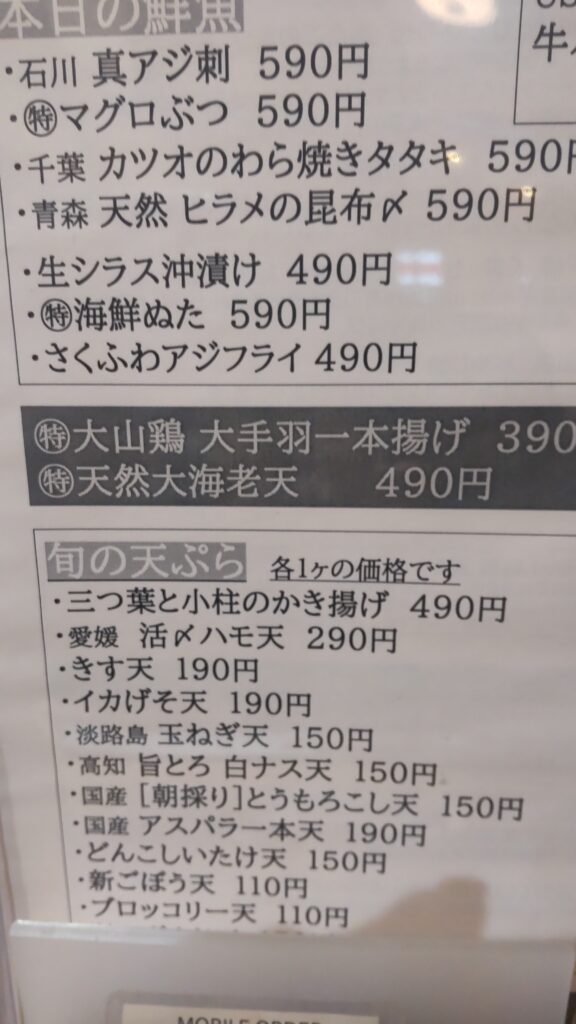 本日の鮮魚
・石川 真アジ刺 590円
・㊕マグロぶつ 590円
・千葉 カツオのわら焼きタタキ 590円
・青森 天然 ヒラメの昆布〆 590円
・生シラス沖漬け 490円
・㊕海鮮ぬた 590円
・さくふわアジフライ 490円
牛
㊕大山鶏 大手羽一本揚げ 390
㊕天然大海老天 490円
旬の天ぷら 各1ヶの価格です
・三つ葉と小柱のかき揚げ 490円
・愛媛 活〆ハモ天 290円
・きす天 190円
・イカげそ天 190円
・淡路島 玉ねぎ天 150円
・高知 旨とろ 白ナス天 150円
・国産 [朝採り]とうもろこし天 150円
・国産 アスパラ一本天 190円
・どんこしいたけ天 150円
・新ごぼう天 110円
・ブロッコリー天 110円
MOBILE ORDER